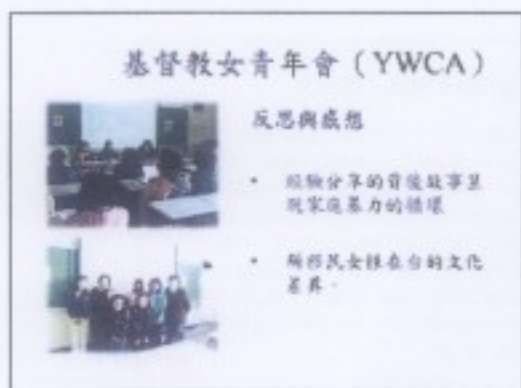 基督教女青年會（YWCA）
反思與感想
• 經驗分享的背後故事呈
現家庭暴力的循環
• 移民女性在台的文化
差異。